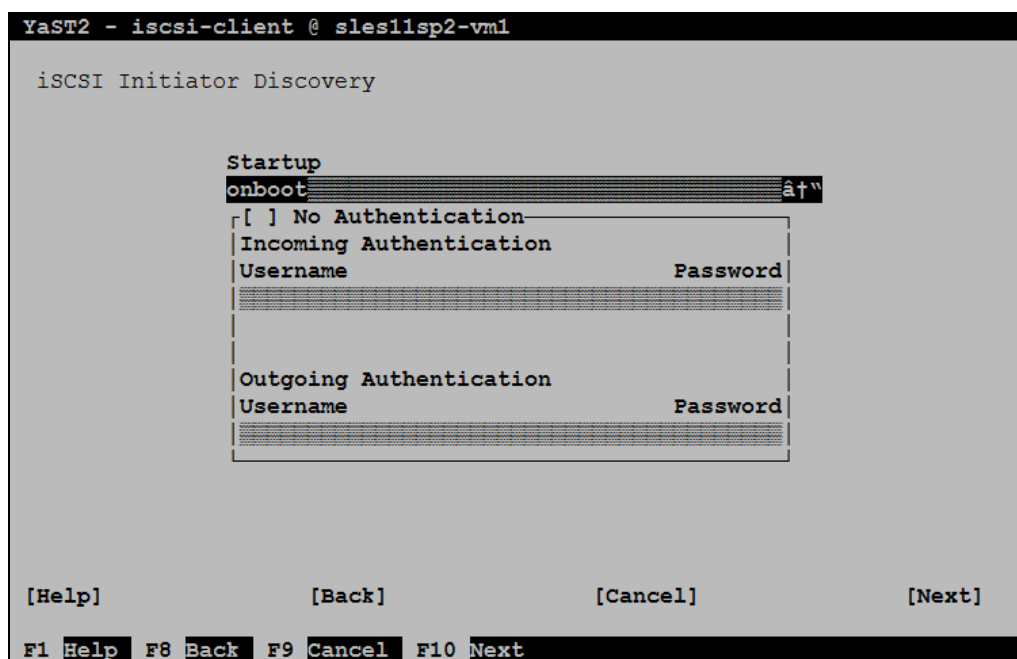 YaST2 - iscsi-client @ sles11sp2-vm1
iSCSI Initiator Discovery
Startup
onboot▒▒▒▒▒▒▒▒▒▒▒▒▒▒▒▒▒▒▒▒▒▒▒▒▒▒▒▒▒▒▒▒▒▒▒â†“
[ ] No Authentication
Incoming Authentication
Username Password
Outgoing Authentication
Username Password
[Help] [Back] [Cancel] [Next]
F1 Help F8 Back F9 Cancel F10 Next